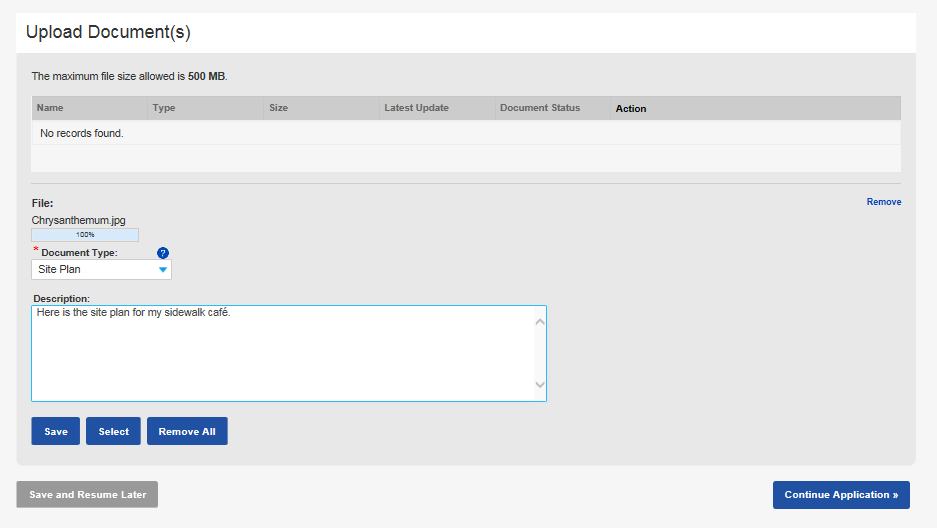 Upload Document(s)
The maximum file size allowed is 500 MB.
Name Type Size Latest Update Document Status Action
No records found.
File: Remove
Chrysanthemum.jpg
100%
* Document Type: ?
Site Plan
Description:
Here is the site plan for my sidewalk café.
Save Select Remove All
Save and Resume Later Continue Application »